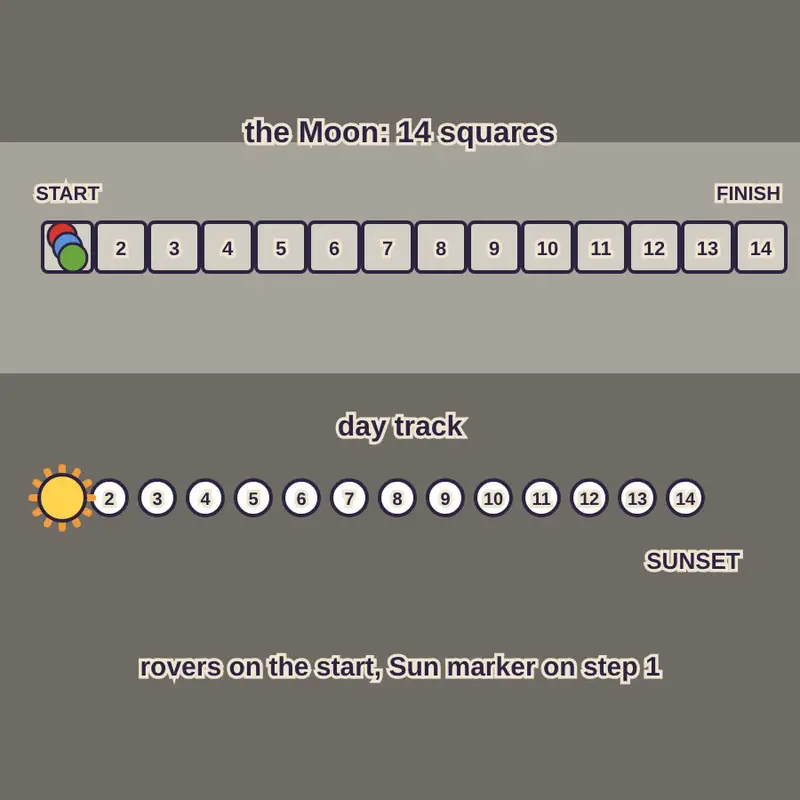 the Moon: 14 squares
START FINISH
2 3 4 5 6 7 8 9 10 11 12 13 14
day track
2 3 4 5 6 7 8 9 10 11 12 13 14
SUNSET
rovers on the start, Sun marker on step 1